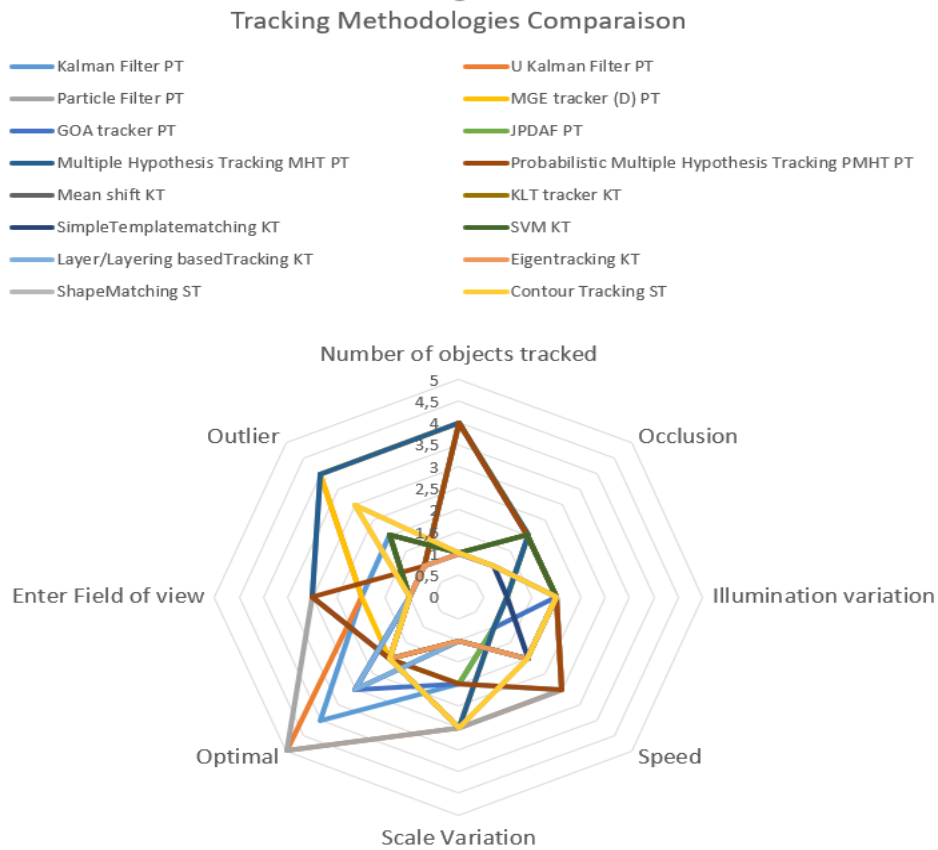 Tracking Methodologies Comparaison
Kalman Filter PT
U Kalman Filter PT
Particle Filter PT
MGE tracker (D) PT
GOA tracker PT
JPDAF PT
Multiple Hypothesis Tracking MHT PT
Probabilistic Multiple Hypothesis Tracking PMHT PT
Mean shift KT
KLT tracker KT
SimpleTemplatematching KT
SVM KT
Layer/Layering basedTracking KT
Eigentracking KT
ShapeMatching ST
Contour Tracking ST
Number of objects tracked
5
4,5
4
3,5
3
2,5
2
1,5
1
0,5
0
Outlier
Occlusion
Enter Field of view
Illumination variation
Optimal
Speed
Scale Variation